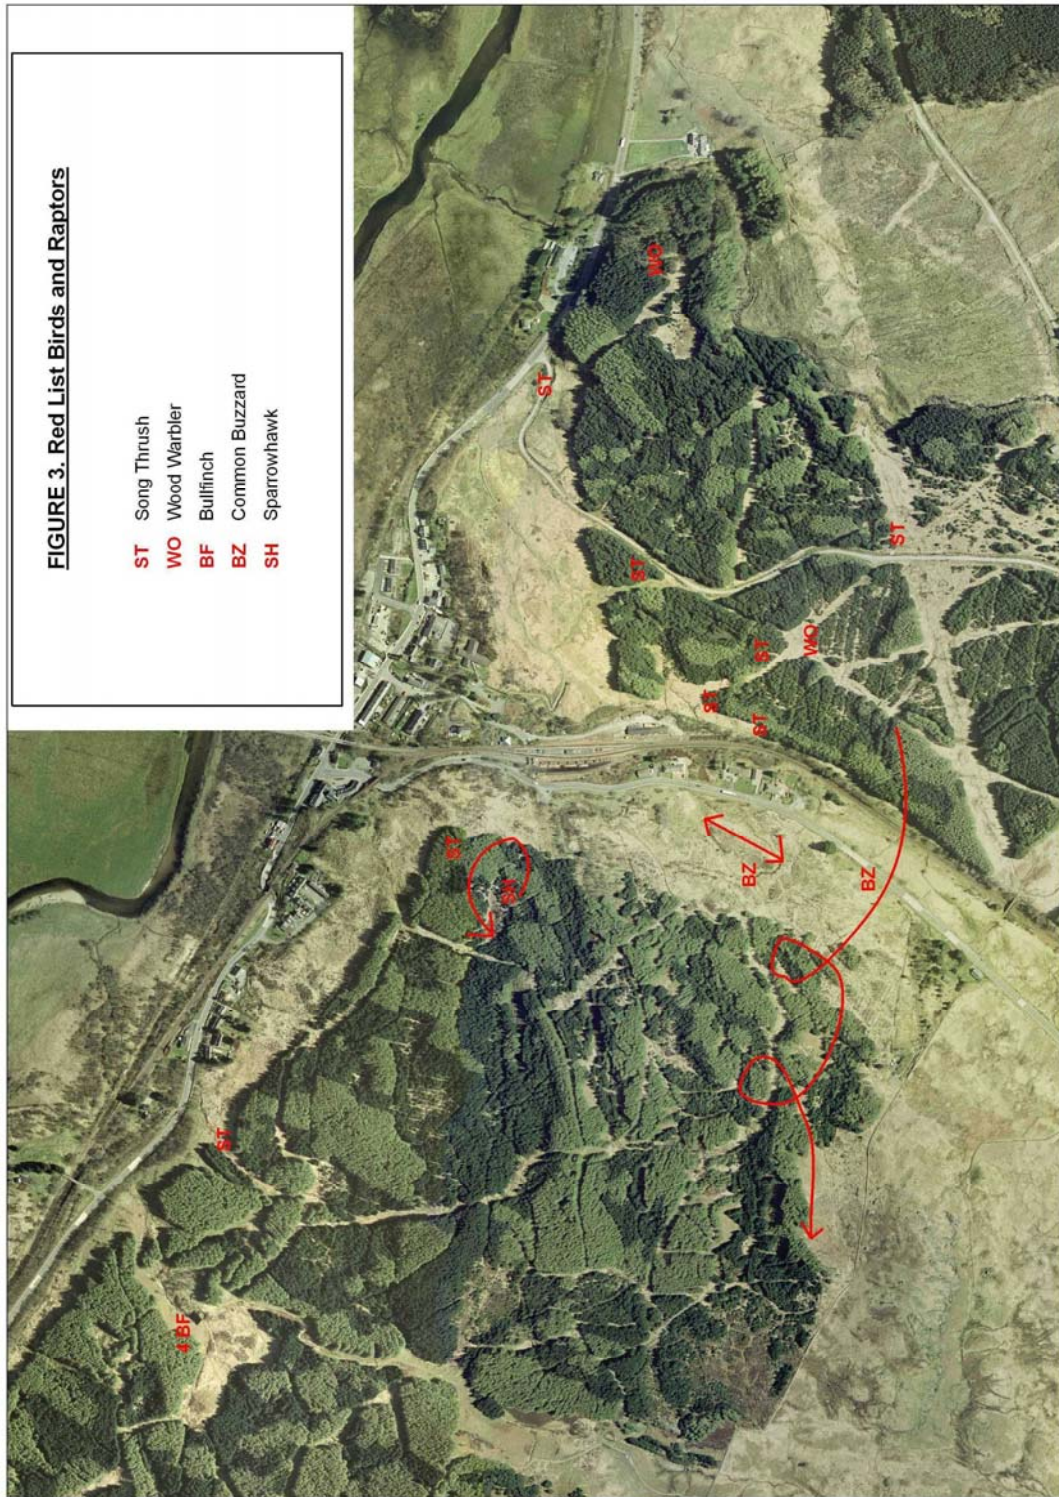 FIGURE 3. Red List Birds and Raptors
ST Song Thrush
WO Wood Warbler
BF Bullfinch
BZ Common Buzzard
SH Sparrowhawk
4 BF
ST
ST
SH
ST
ST
WO
ST
BZ
ST
ST
WO
BZ
ST